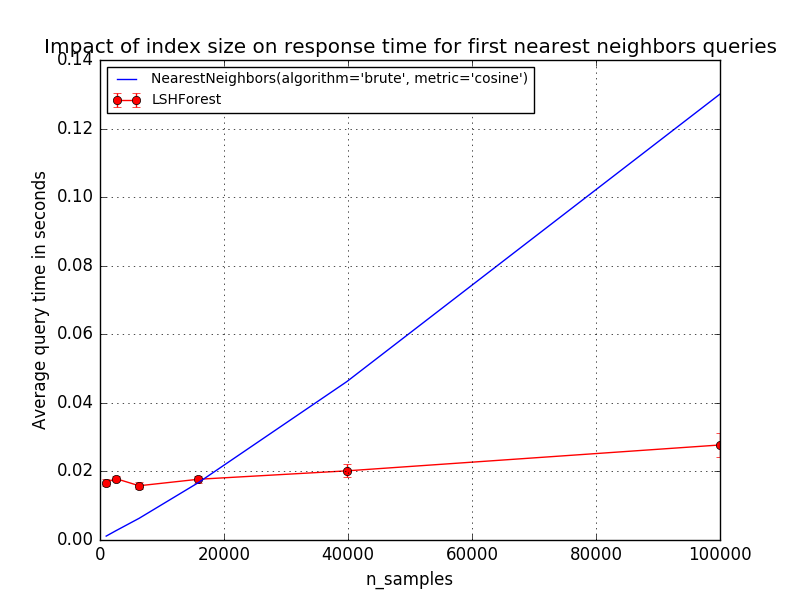 Impact of index size on response time for first nearest neighbors queries
NearestNeighbors(algorithm='brute', metric='cosine')
LSHForest
Average query time in seconds
0.14
0.12
0.10
0.08
0.06
0.04
0.02
0.00
0
20000
40000
60000
80000
100000
n_samples